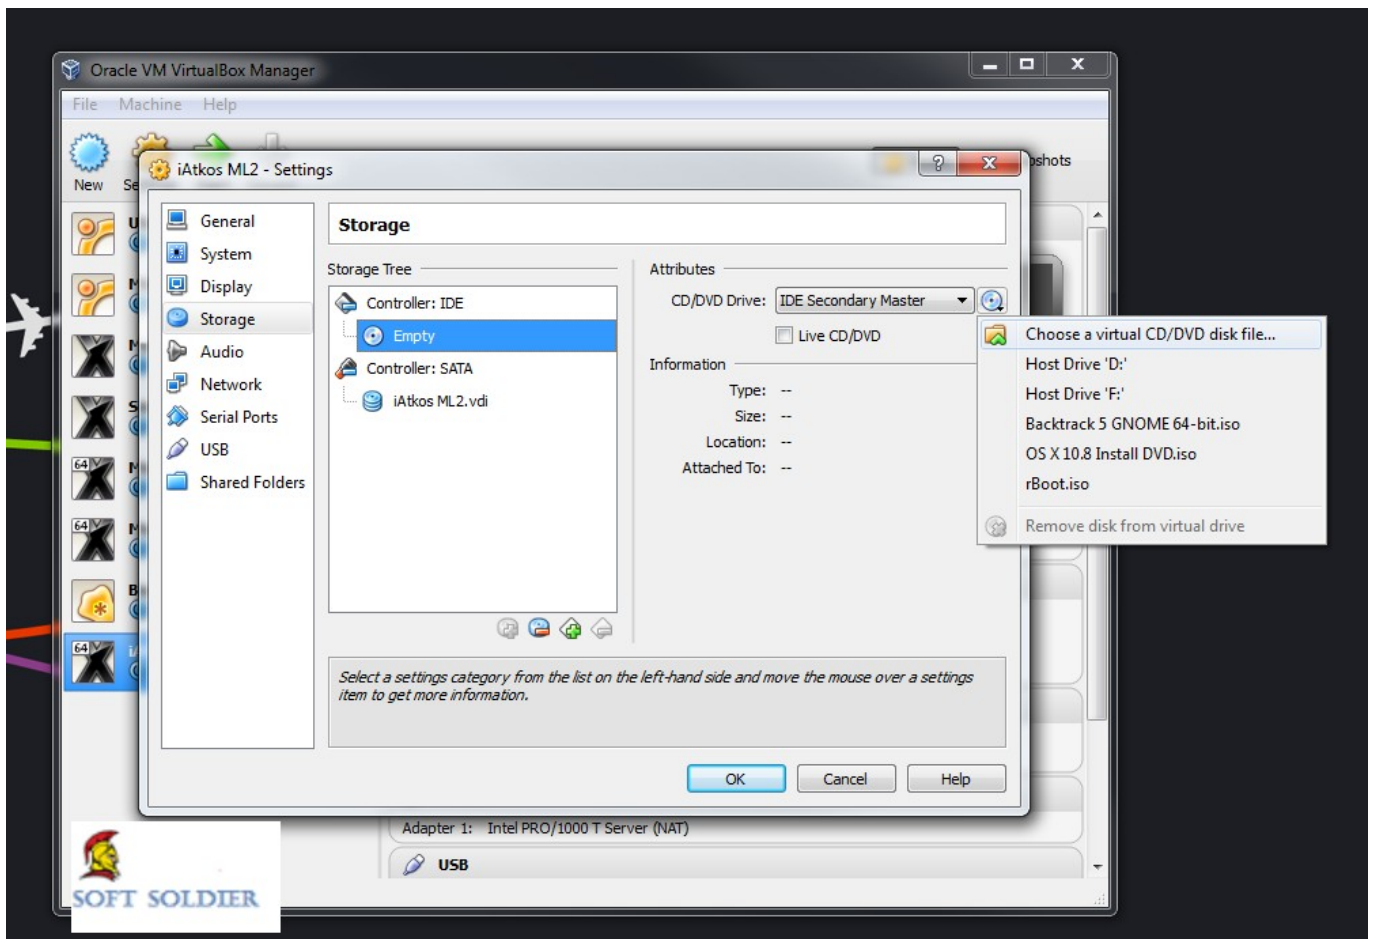 Oracle VM VirtualBox Manager
File Machine Help
New
iAtkos ML2 - Settings
General
System
Display
Storage
Audio
Network
Serial Ports
USB
Shared Folders
Storage
Storage Tree
Controller: IDE
Empty
Controller: SATA
iAtkos ML2.vdi
Attributes
CD/DVD Drive: IDE Secondary Master
Live CD/DVD
Information
Type: --
Size: --
Location: --
Attached To: --
Choose a virtual CD/DVD disk file...
Host Drive 'D:'
Host Drive 'F:'
Backtrack 5 GNOME 64-bit.iso
OS X 10.8 Install DVD.iso
rBoot.iso
Remove disk from virtual drive
Select a settings category from the list on the left-hand side and move the mouse over a settings
item to get more information.
OK Cancel Help
64
64
64
Adapter 1: Intel PRO/1000 T Server (NAT)
USB
SOFT SOLDIER